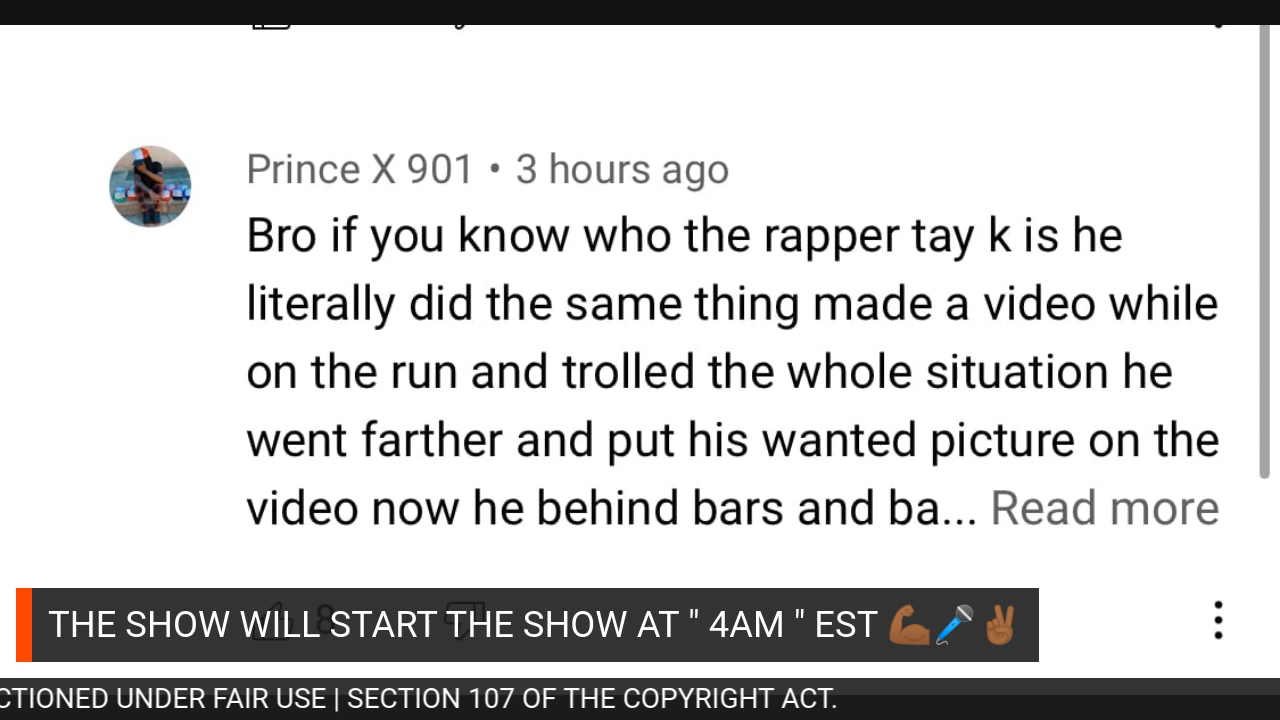 Prince X 901 • 3 hours ago
Bro if you know who the rapper tay k is he
literally did the same thing made a video while
on the run and trolled the whole situation he
went farther and put his wanted picture on the
video now he behind bars and ba... Read more
8
THE SHOW WILL START THE SHOW AT " 4AM " EST 💪🏾🎤✌🏾
CTIONED UNDER FAIR USE | SECTION 107 OF THE COPYRIGHT ACT.